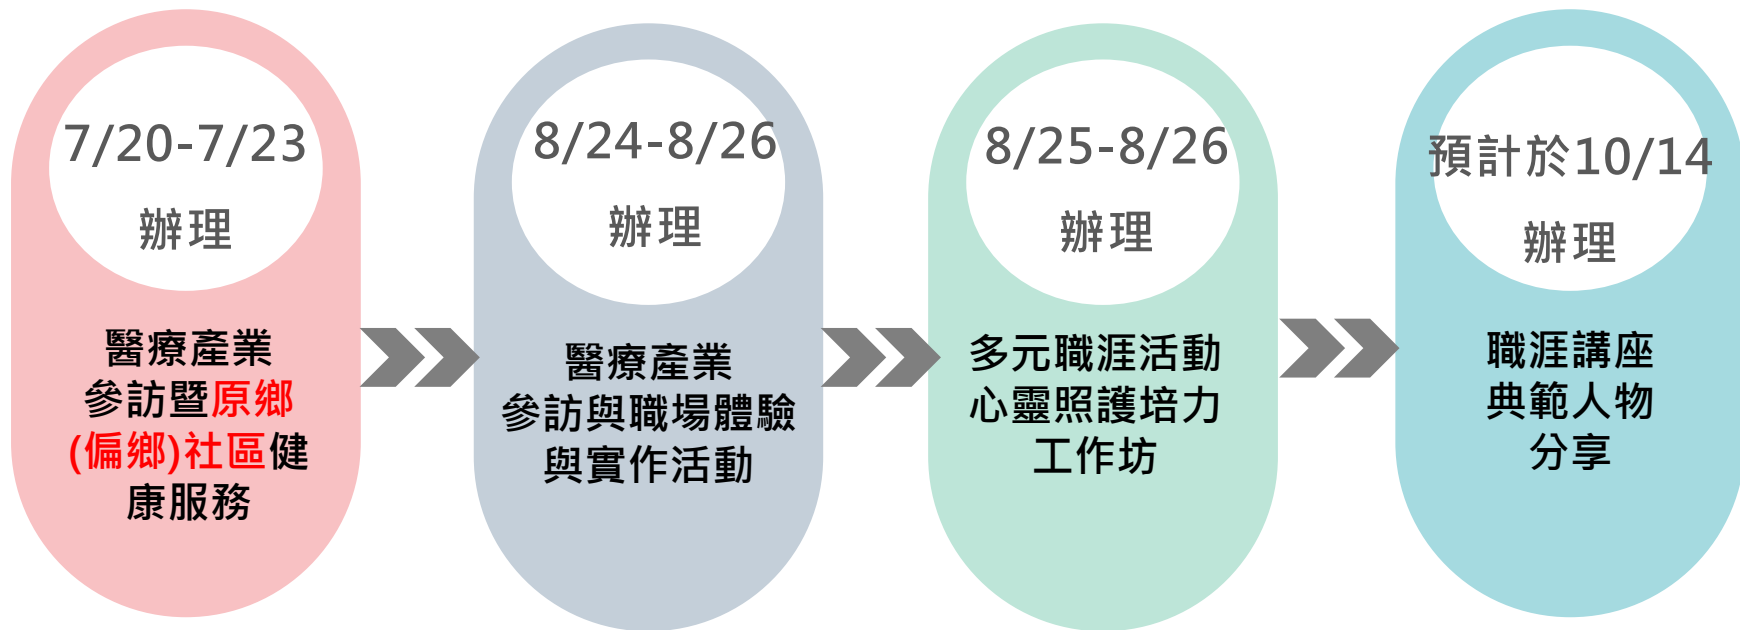 7/20-7/23
辦理
醫療產業
參訪暨原鄉
(偏鄉)社區健
康服務
8/24-8/26
辦理
醫療產業
參訪與職場體驗
與實作活動
8/25-8/26
辦理
多元職涯活動
心靈照護培力
工作坊
預計於10/14
辦理
職涯講座
典範人物
分享